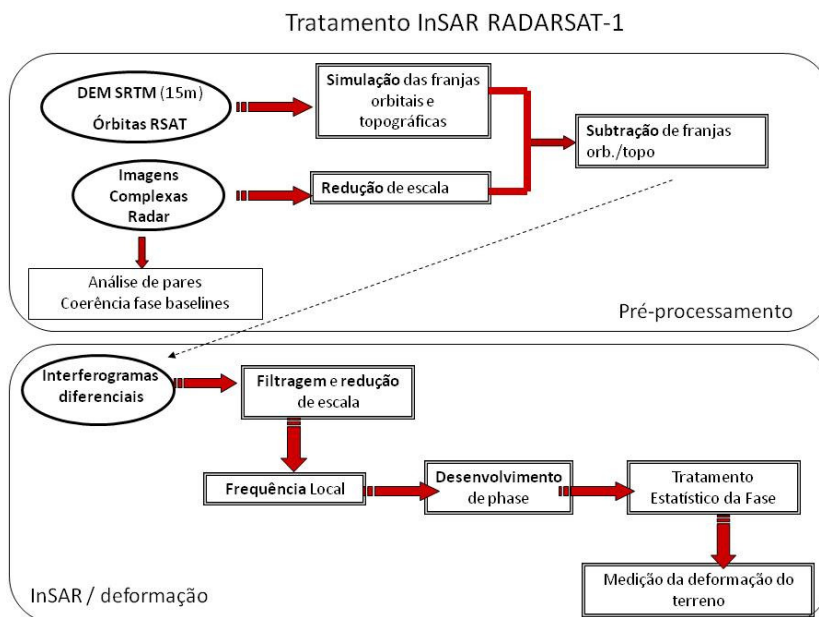 Tratamento InSAR RADARSAT-1
DEM SRTM (15m)
Órbitas RSAT
Simulação das franjas
orbitais e
topográficas
Subtração de franjas
orb./topo
Imagens
Complexas
Radar
Redução de escala
Análise de pares
Coerência fase baselines
Pré-processamento
Interferogramas
diferenciais
Filtragem e redução
de escala
Frequência Local
Desenvolvimento
de phase
Tratamento
Estatístico da Fase
Medição da deformação do
terreno
InSAR / deformação